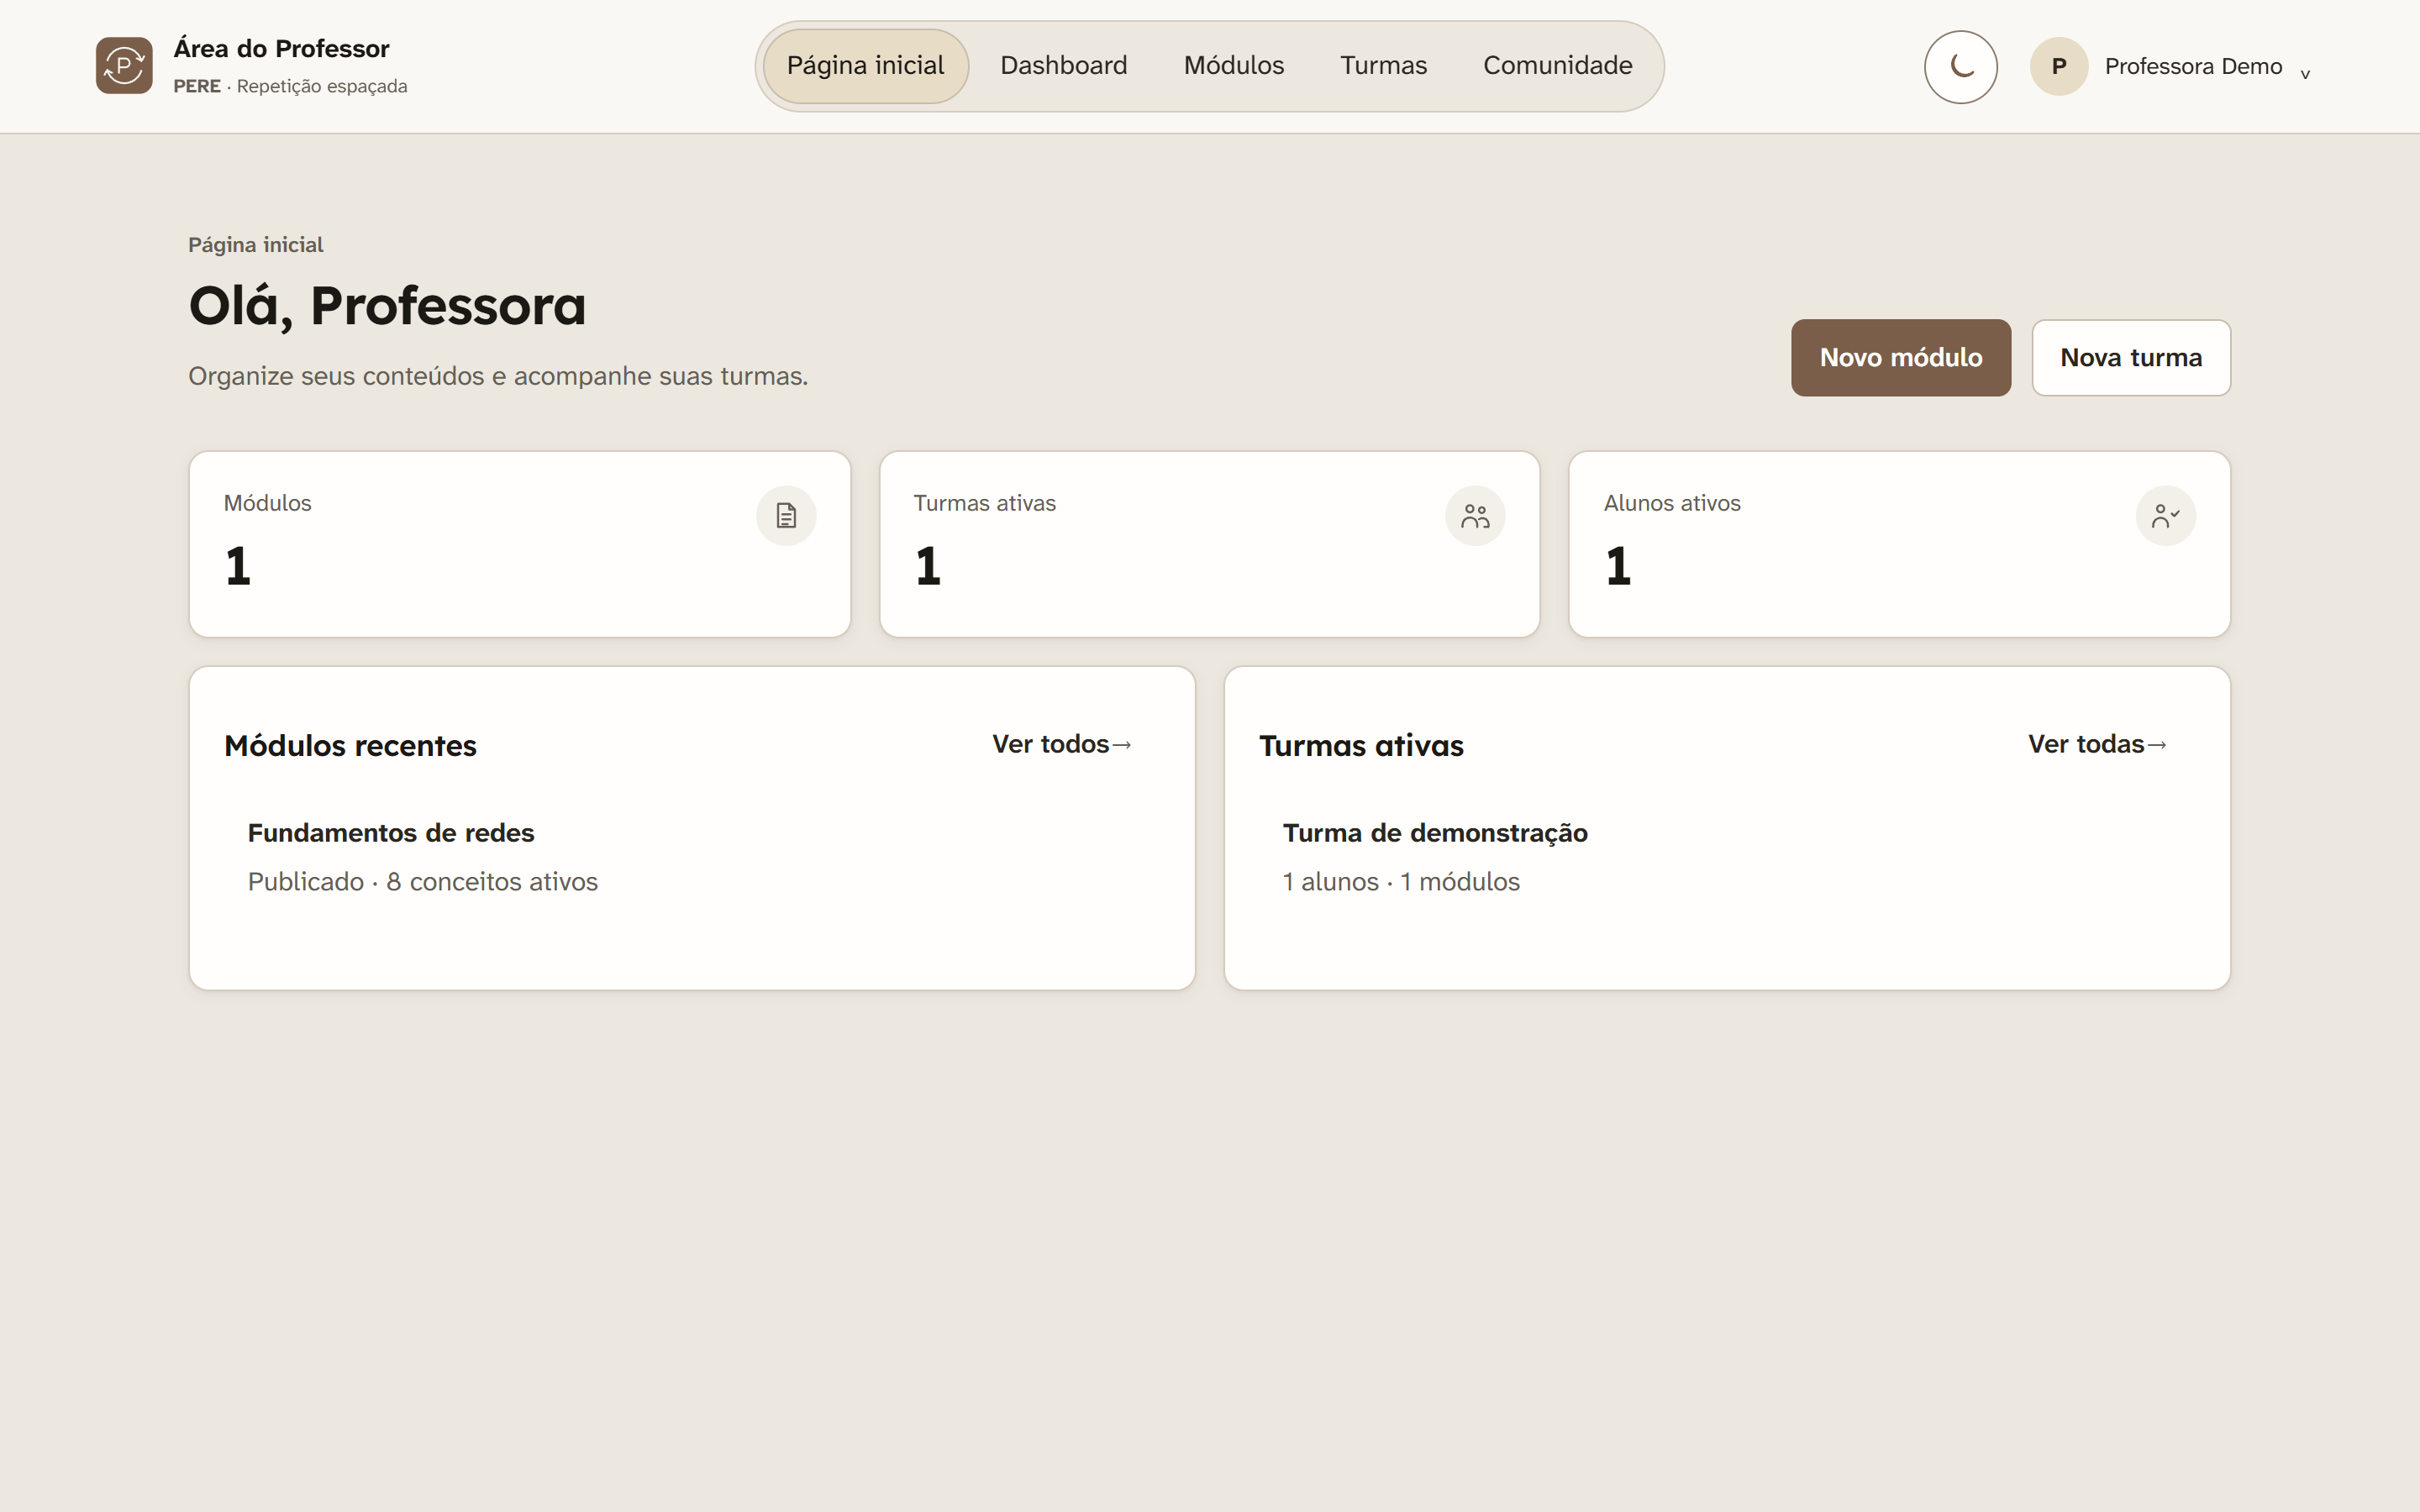 P
Área do Professor
PERE · Repetição espaçada
Página inicial
Dashboard
Módulos
Turmas
Comunidade
P
Professora Demo
Página inicial
Olá, Professora
Organize seus conteúdos e acompanhe suas turmas.
Novo módulo
Nova turma
Módulos
1
Turmas ativas
1
Alunos ativos
1
Módulos recentes
Ver todos→
Fundamentos de redes
Publicado · 8 conceitos ativos
Turmas ativas
Ver todas→
Turma de demonstração
1 alunos · 1 módulos